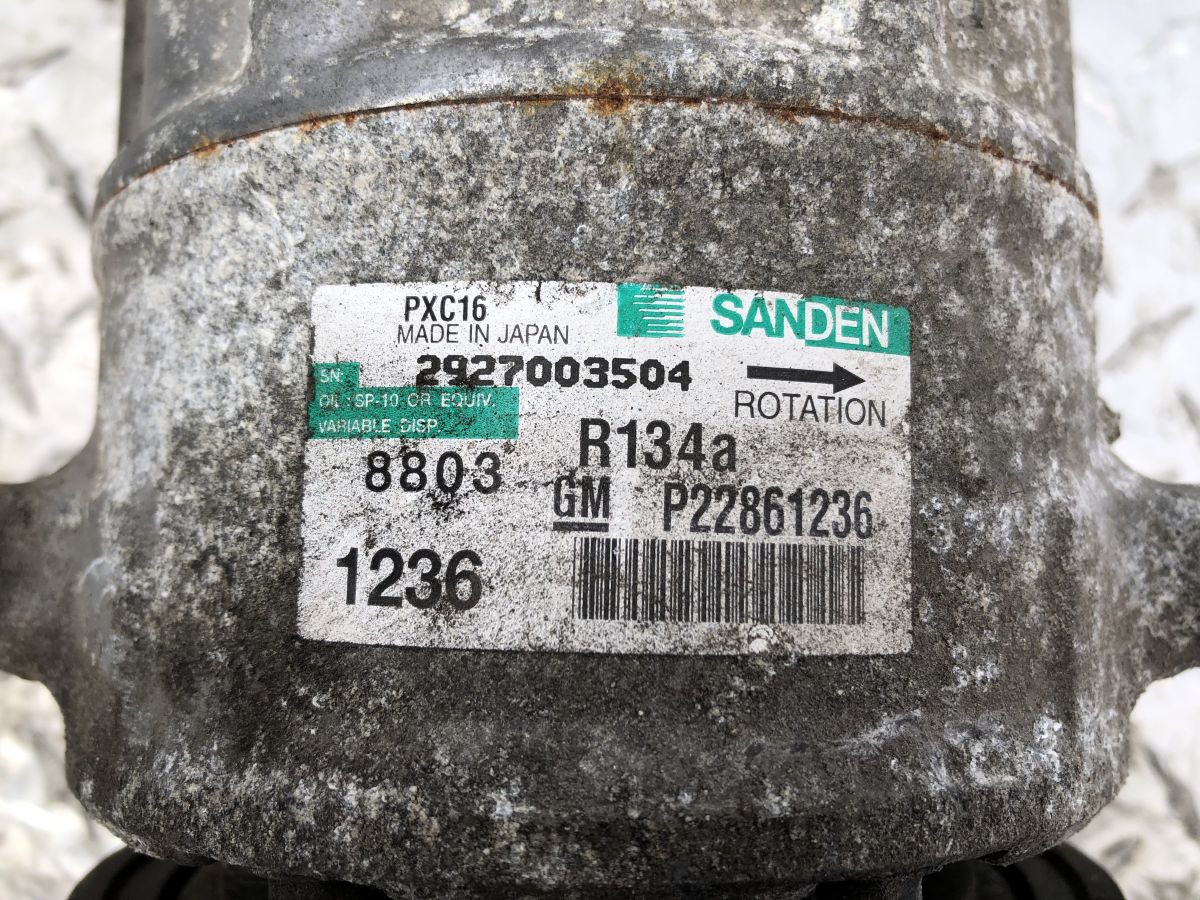 PXC16
SANDEN
MADE IN JAPAN
SN:
2927003504
ROTATION
OIL : SP-10 OR EQUIV.
VARIABLE DISP.
8803
R134a
GM P22861236
1236